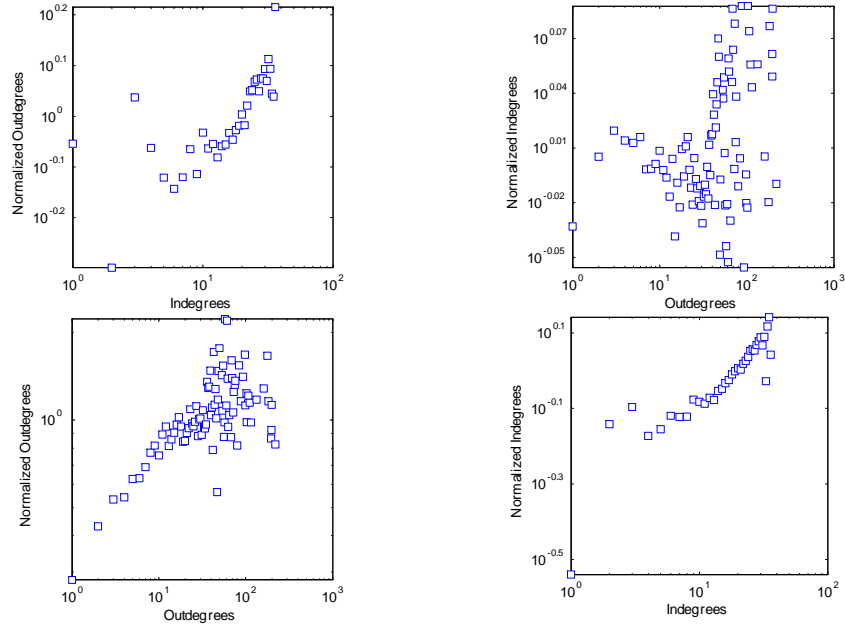 10^0.2
10^0.1
10^0
10^-0.1
10^-0.2
Normalized Outdegrees
10^0 10^1 10^2
Indegrees
10^0.07
10^0.04
10^0.01
10^-0.02
10^-0.05
Normalized Indegrees
10^0 10^1 10^2 10^3
Outdegrees
10^0
Normalized Outdegrees
10^0 10^1 10^2 10^3
Outdegrees
10^0.1
10^-0.1
10^-0.3
10^-0.5
Normalized Indegrees
10^0 10^1 10^2
Indegrees